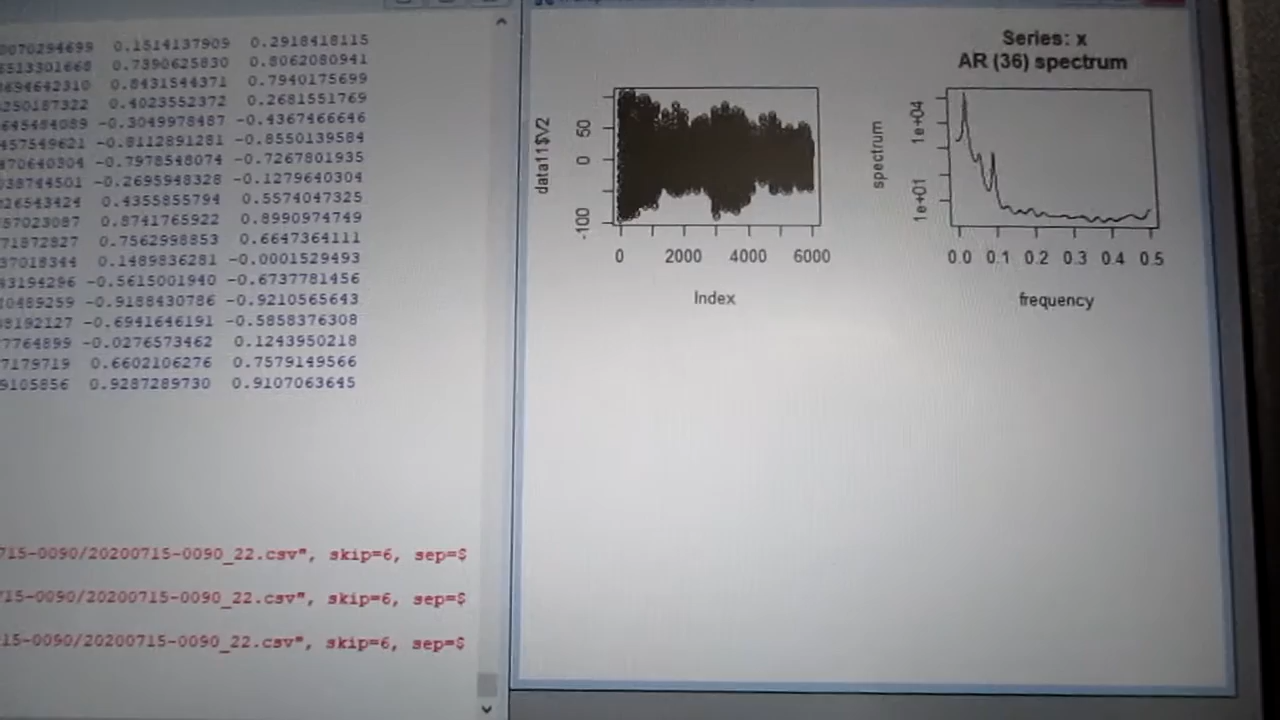 0.1514137909 0.2918418115
0.7390625830 0.8062080941
0.8431544371 0.7940175699
0.4023552372 0.2681551769
-0.3049978487 -0.4367466646
-0.8112891281 -0.8550139584
-0.7978548074 -0.7267801935
-0.2695948328 -0.1279640304
0.4355855794 0.5574047325
0.8741765922 0.8990974749
0.7562998853 0.6647364111
0.1489836281 -0.0001529493
-0.5615001940 -0.6737781456
-0.9188430786 -0.9210565643
-0.6941646191 -0.5858376308
-0.0276573462 0.1243950218
0.6602106276 0.7579149566
0.9287289730 0.9107063645
715-0090/20200715-0090_22.csv", skip=6, sep=$
15-0090/20200715-0090_22.csv", skip=6, sep=$
15-0090/20200715-0090_22.csv", skip=6, sep=$
data11$V2
50
0
-100
0 2000 4000 6000
Index
Series: x
AR (36) spectrum
spectrum
1e+04
1e+01
0.0 0.1 0.2 0.3 0.4 0.5
frequency